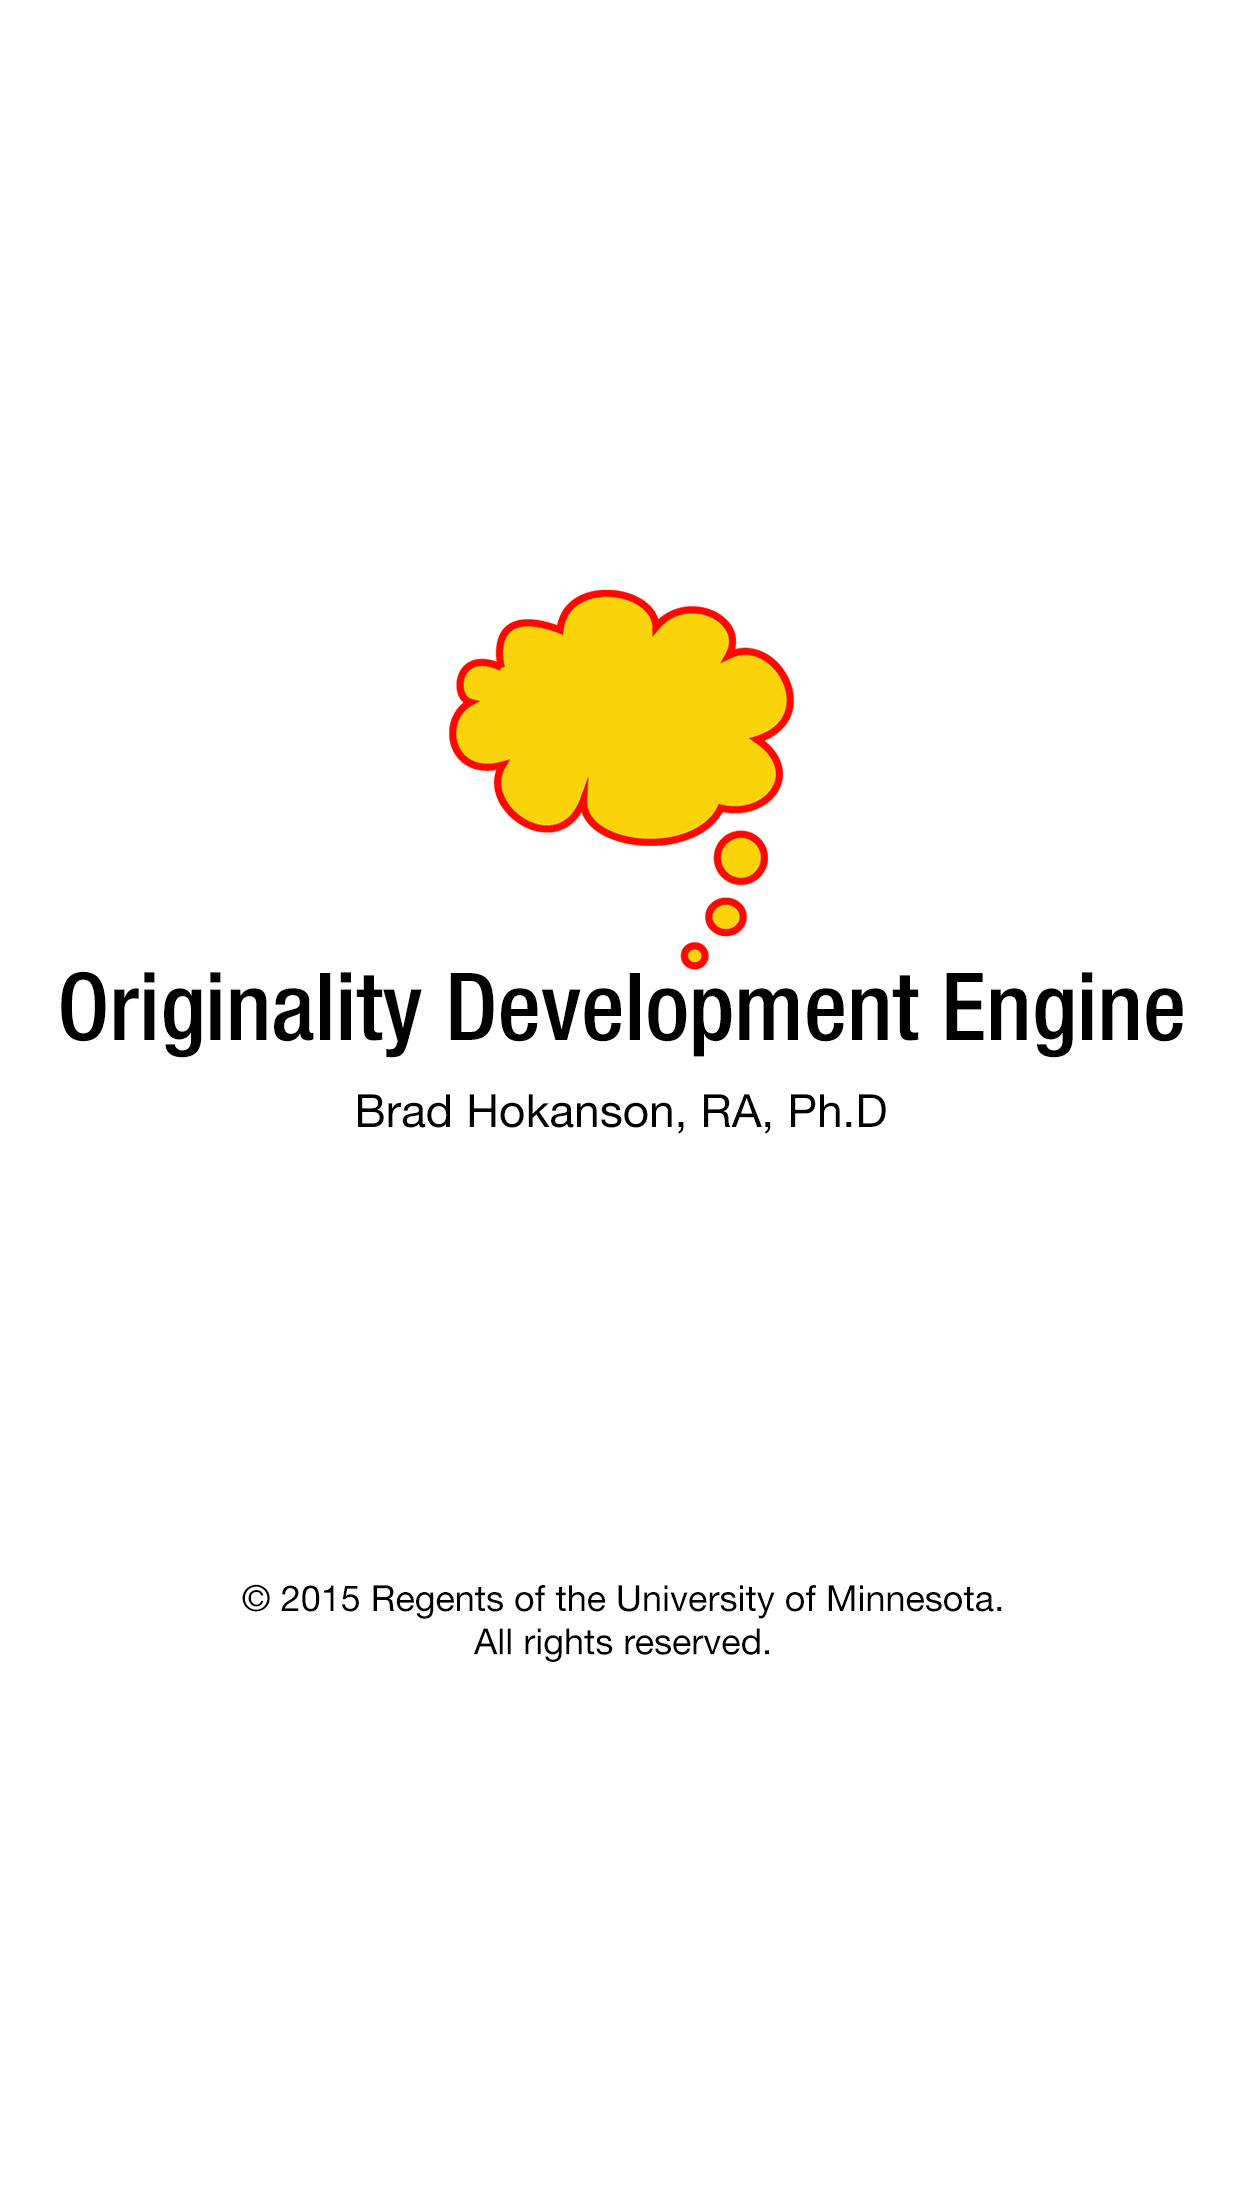 Originality Development Engine
Brad Hokanson, RA, Ph.D
© 2015 Regents of the University of Minnesota.
All rights reserved.